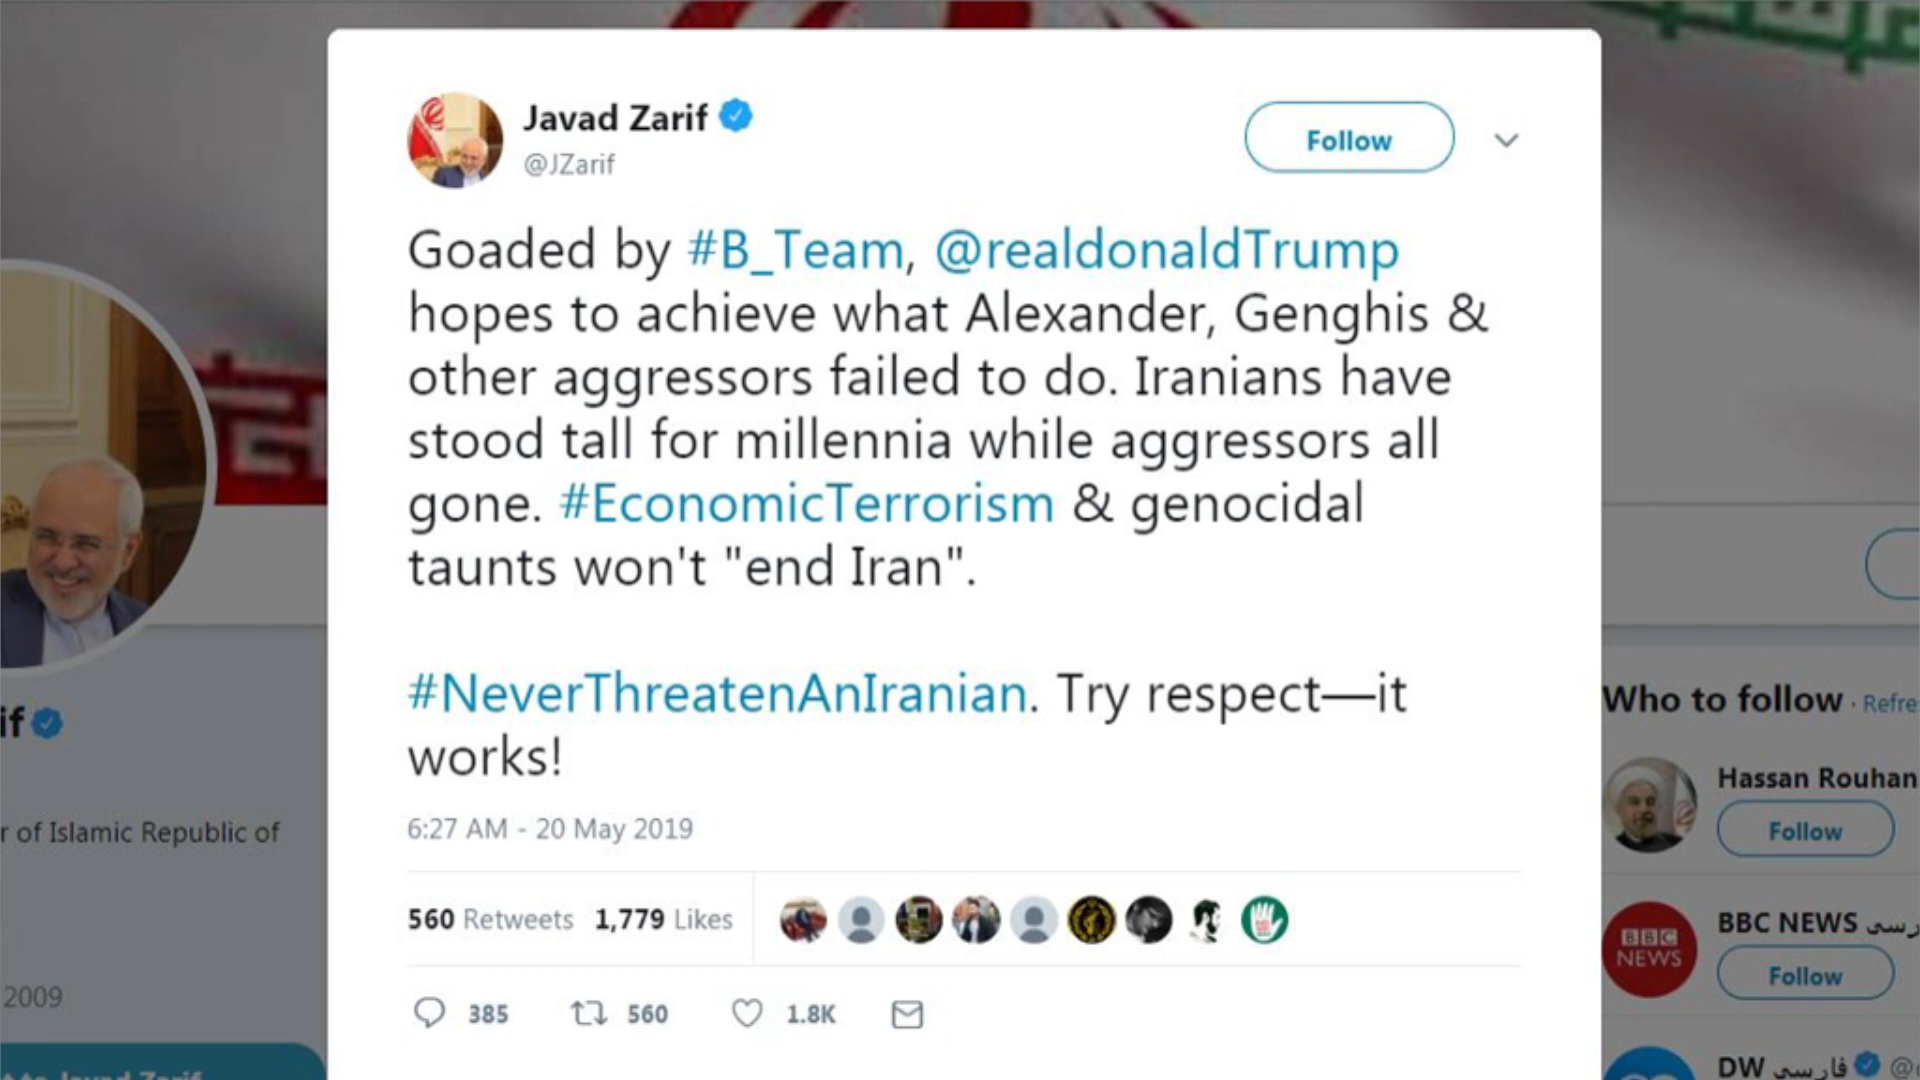 Javad Zarif
@JZarif
Follow
Goaded by #B_Team, @realdonaldTrump
hopes to achieve what Alexander, Genghis &
other aggressors failed to do. Iranians have
stood tall for millennia while aggressors all
gone. #EconomicTerrorism & genocidal
taunts won't "end Iran".
#NeverThreatenAnIranian. Try respect—it
works!
6:27 AM - 20 May 2019
560 Retweets 1,779 Likes
385 560 1.8K
if
r of Islamic Republic of
2009
Javad Zarif
Who to follow · Refre
Hassan Rouhan
Follow
BBC NEWS
BBC NEWS رسی
Follow
DW فارسی @